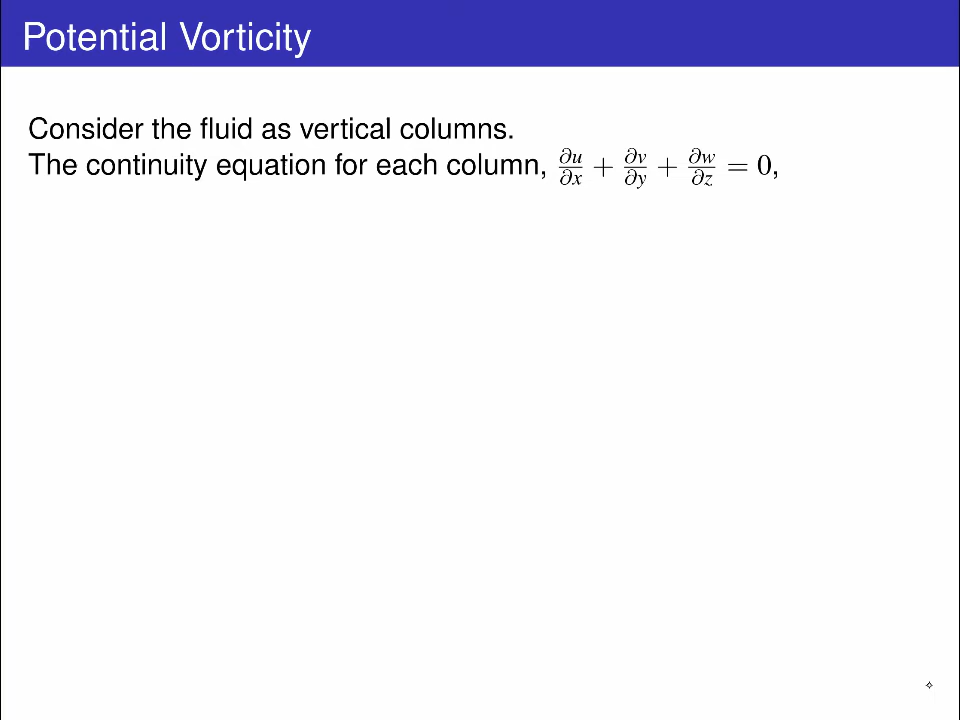 Potential Vorticity
Consider the fluid as vertical columns.
The continuity equation for each column, ∂u/∂x + ∂v/∂y + ∂w/∂z = 0,